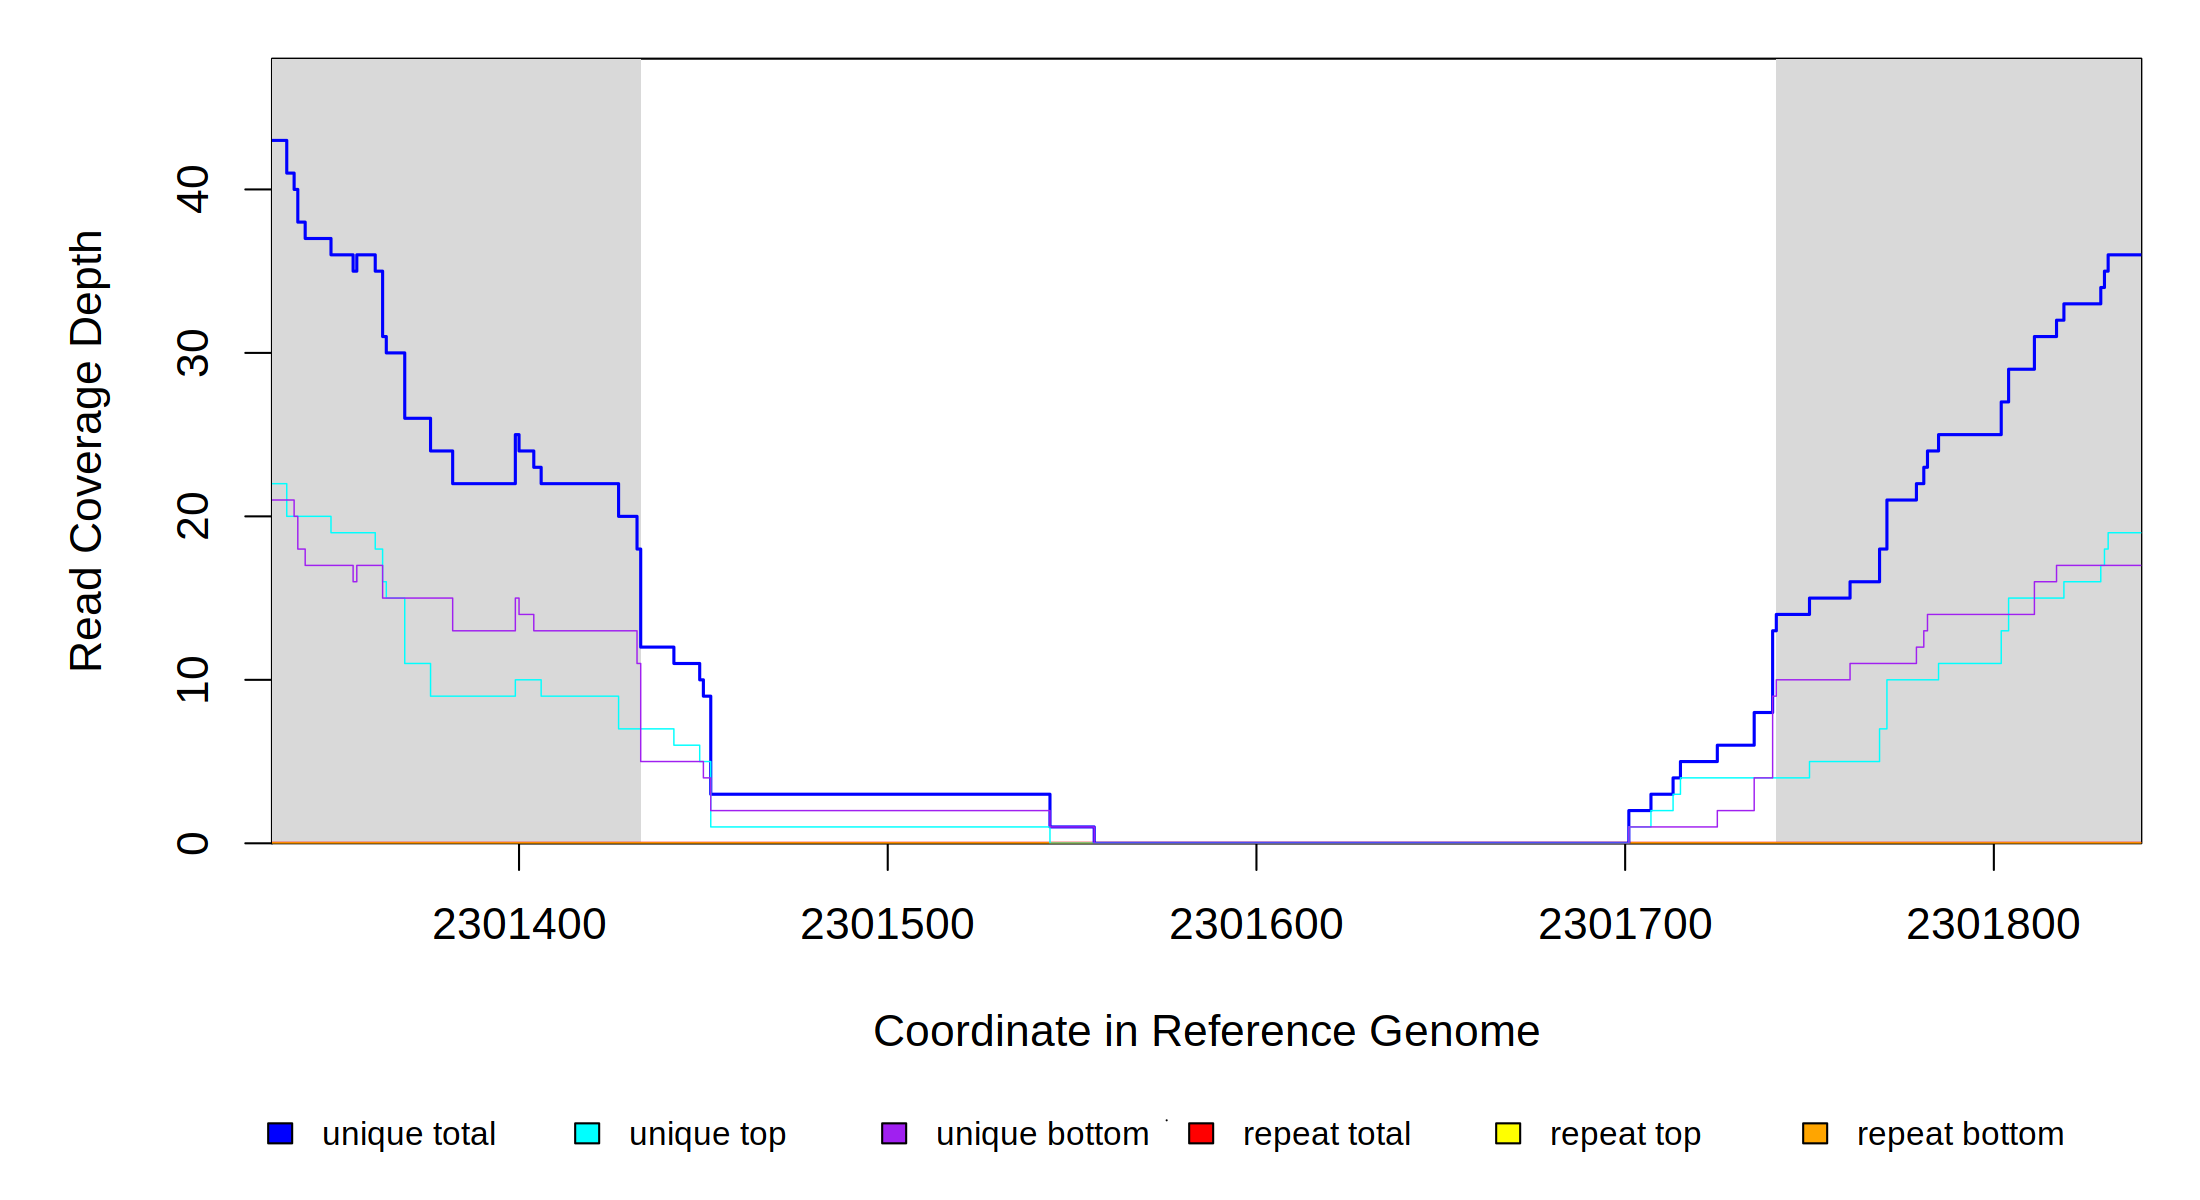 Read Coverage Depth
40
30
20
10
0
2301400 2301500 2301600 2301700 2301800
Coordinate in Reference Genome
unique total unique top unique bottom repeat total repeat top repeat bottom